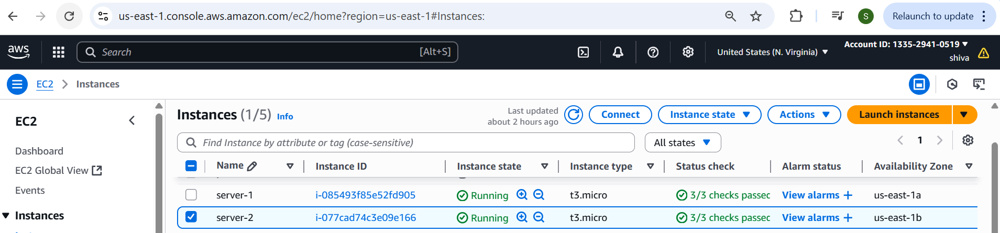 us-east-1.console.aws.amazon.com/ec2/home?region=us-east-1#Instances:
S
Relaunch to update
aws
Search
[Alt+S]
United States (N. Virginia)
Account ID: 1335-2941-0519
shiva
EC2
Instances
EC2
Dashboard
EC2 Global View
Events
Instances
Instances (1/5) Info
Last updated
about 2 hours ago
Connect
Instance state
Actions
Launch instances
Find Instance by attribute or tag (case-sensitive)
All states
1
Name Instance ID Instance state Instance type Status check Alarm status Availability Zone
server-1 i-085493f85e52fd905 Running t3.micro 3/3 checks passec View alarms + us-east-1a
server-2 i-077cad74c3e09e166 Running t3.micro 3/3 checks passec View alarms + us-east-1b